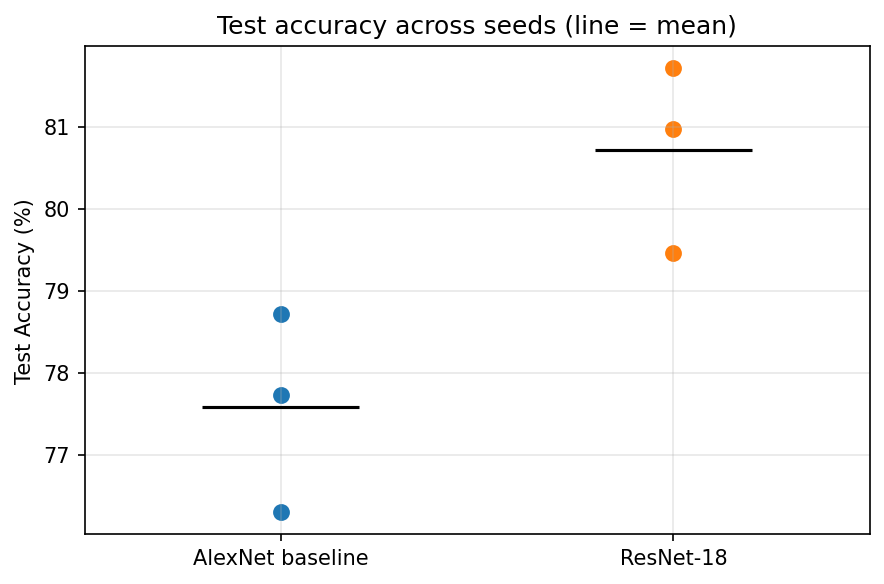 Test accuracy across seeds (line = mean)
Test Accuracy (%)
81
80
79
78
77
AlexNet baseline
ResNet-18